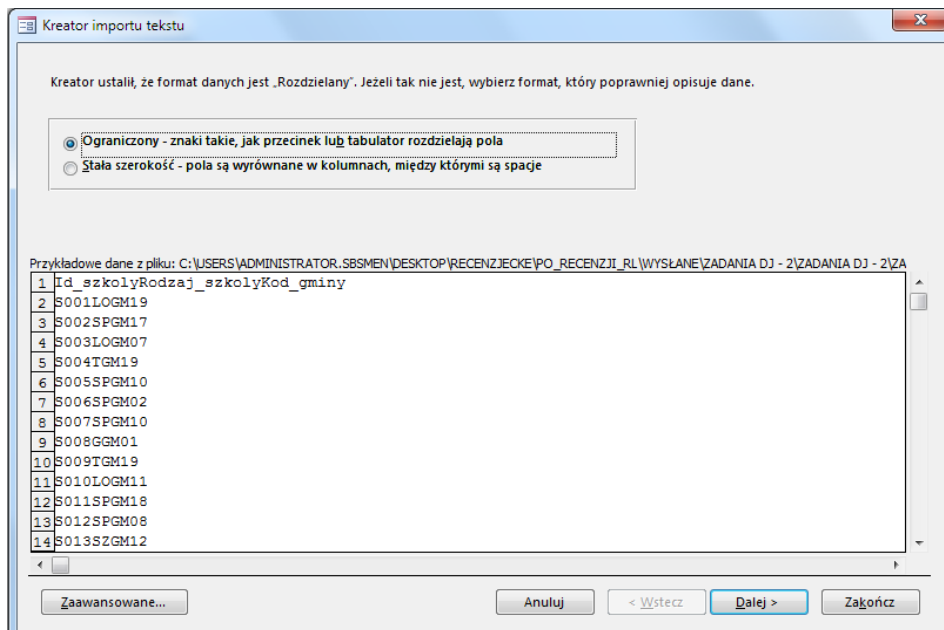 Kreator importu tekstu
Kreator ustalił, że format danych jest „Rozdzielany”. Jeżeli tak nie jest, wybierz format, który poprawniej opisuje dane.
Ograniczony - znaki takie, jak przecinek lub tabulator rozdzielają pola
Stała szerokość - pola są wyrównane w kolumnach, między którymi są spacje
Przykładowe dane z pliku: C:\USERS\ADMINISTRATOR.SBSMEN\DESKTOP\RECENZJECKE\PO_RECENZJI_RL\WYSŁANE\ZADANIA DJ - 2\ZADANIA DJ - 2\ZA
1 Id_szkolyRodzaj_szkolyKod_gminy
2 S001LOGM19
3 S002SPGM17
4 S003LOGM07
5 S004TGM19
6 S005SPGM10
7 S006SPGM02
8 S007SPGM10
9 S008GGM01
10 S009TGM19
11 S010LOGM11
12 S011SPGM18
13 S012SPGM08
14 S013SZGM12
Zaawansowane... Anuluj < Wstecz Dalej > Zakończ